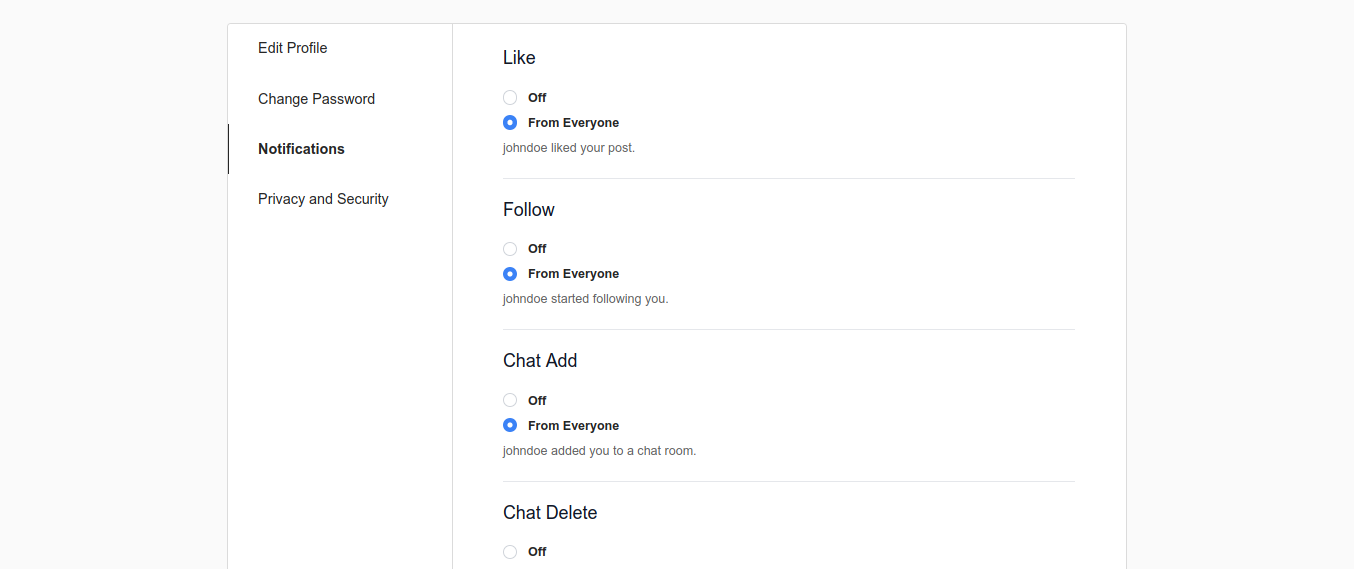 Edit Profile
Change Password
Notifications
Privacy and Security
Like
Off
From Everyone
johndoe liked your post.
Follow
Off
From Everyone
johndoe started following you.
Chat Add
Off
From Everyone
johndoe added you to a chat room.
Chat Delete
Off